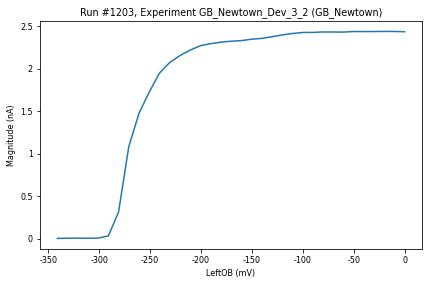 Run #1203, Experiment GB_Newtown_Dev_3_2 (GB_Newtown)
2.5
2
1.5
1
0.5
0
Magnitude (nA)
-350 -300 -250 -200 -150 -100 -50 0
LeftOB (mV)